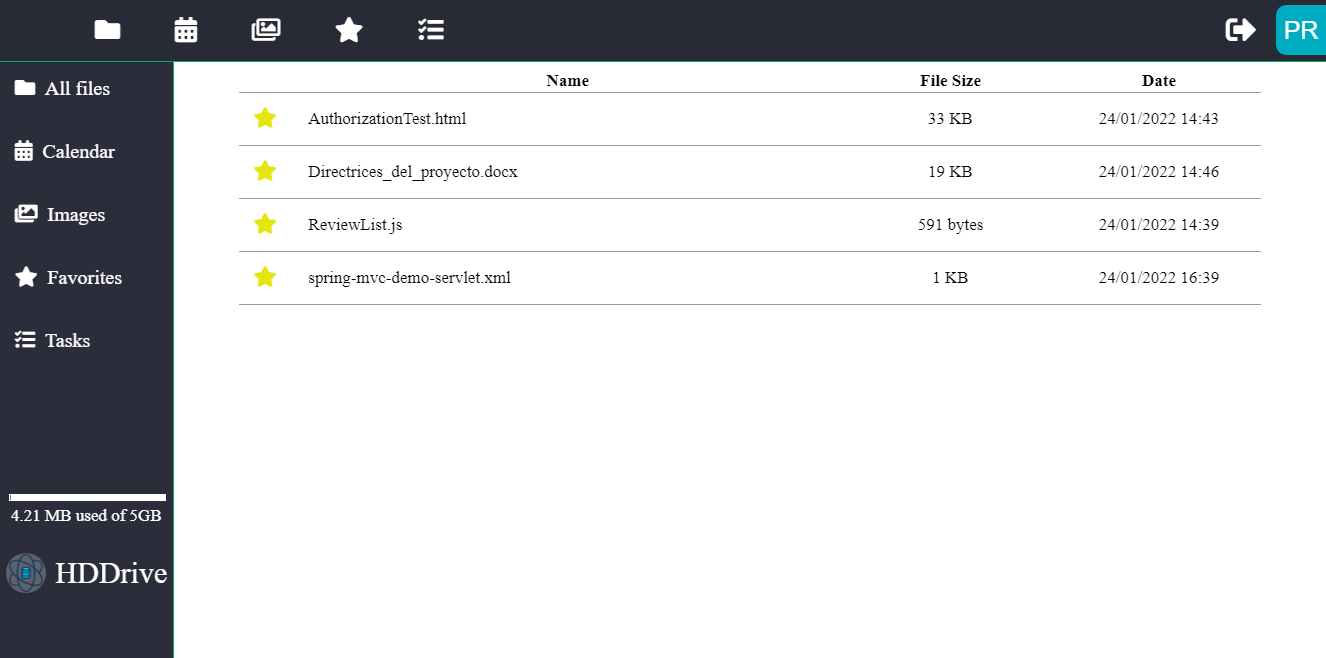 PR
All files
Calendar
Images
Favorites
Tasks
4.21 MB used of 5GB
HDDrive
Name File Size Date
AuthorizationTest.html 33 KB 24/01/2022 14:43
Directrices_del_proyecto.docx 19 KB 24/01/2022 14:46
ReviewList.js 591 bytes 24/01/2022 14:39
spring-mvc-demo-servlet.xml 1 KB 24/01/2022 16:39